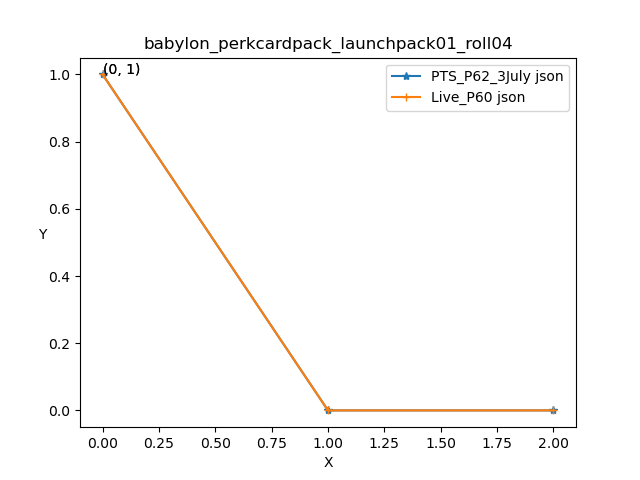 babylon_perkcardpack_launchpack01_roll04
PTS_P62_3July json
Live_P60 json
(0, 1)
1.0
0.8
0.6
0.4
0.2
0.0
Y
0.00 0.25 0.50 0.75 1.00 1.25 1.50 1.75 2.00
X